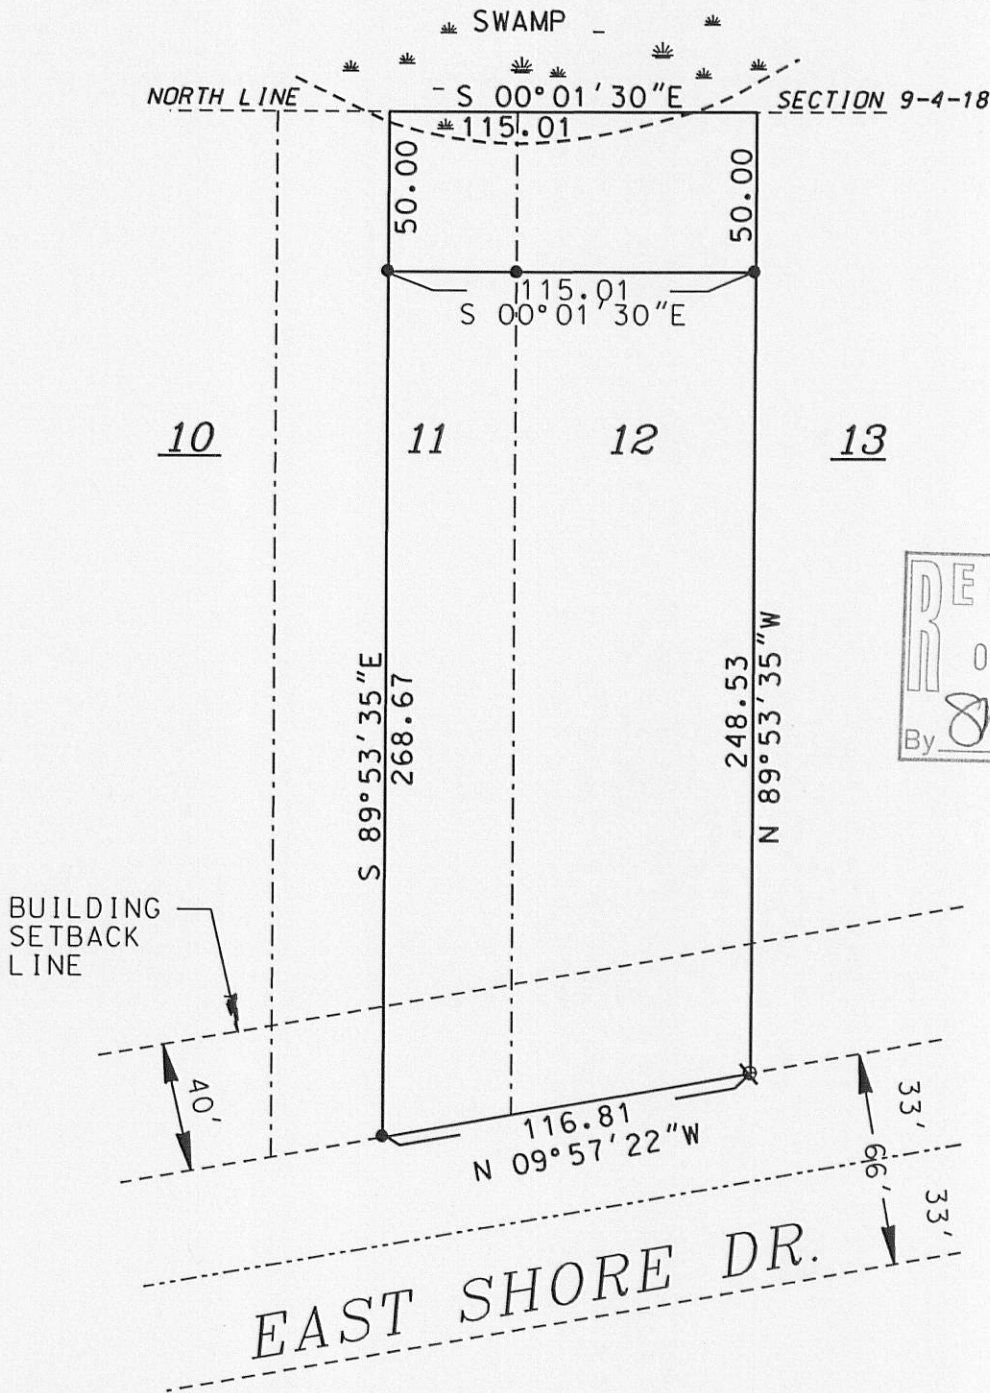 SWAMP
NORTH LINE
S 00°01'30"E
SECTION 9-4-18
115.01
50.00
50.00
115.01
S 00°01'30"E
10
11
12
13
RE
O
By
S 89°53'35"E
268.67
248.53
N 89°53'35"W
BUILDING
SETBACK
LINE
40'
116.81
N 09°57'22"W
33'
66'
33'
EAST SHORE DR.